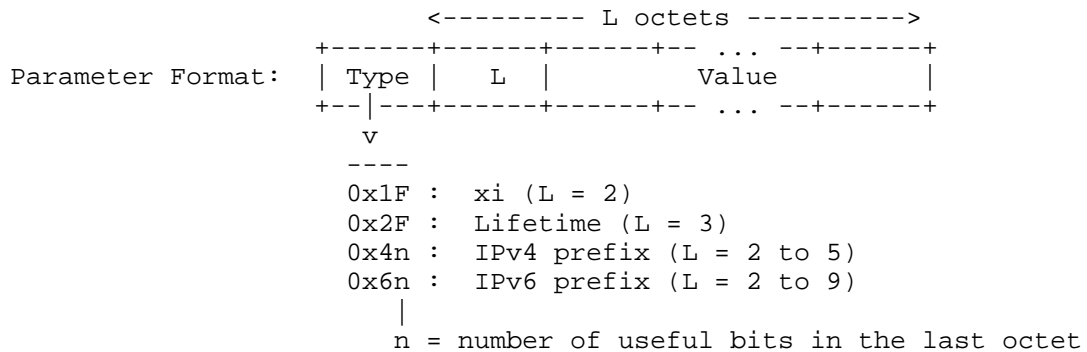 <--------- L octets ---------->
                    +------+------+------+-- ... --+------+
Parameter Format:   | Type |   L  |         Value         |
                    +--|---+------+------+-- ... --+------+
                       v
                      ----
                      0x1F :  xi (L = 2)
                      0x2F :  Lifetime (L = 3)
                      0x4n :  IPv4 prefix (L = 2 to 5)
                      0x6n :  IPv6 prefix (L = 2 to 9)
                         |
                         n = number of useful bits in the last octet